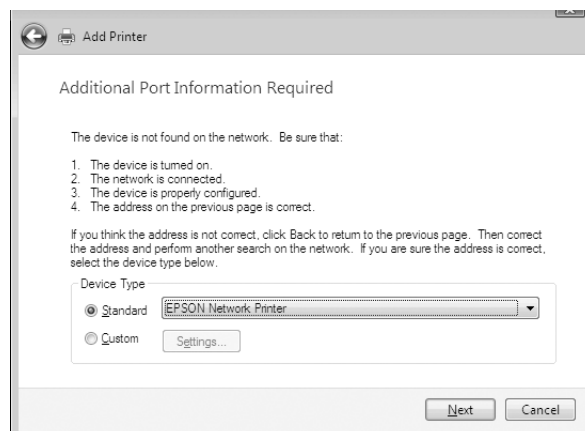 Add Printer
Additional Port Information Required
The device is not found on the network. Be sure that:
1. The device is turned on.
2. The network is connected.
3. The device is properly configured.
4. The address on the previous page is correct.
If you think the address is not correct, click Back to return to the previous page. Then correct
the address and perform another search on the network. If you are sure the address is correct,
select the device type below.
Device Type
Standard EPSON Network Printer
Custom Settings...
Next Cancel